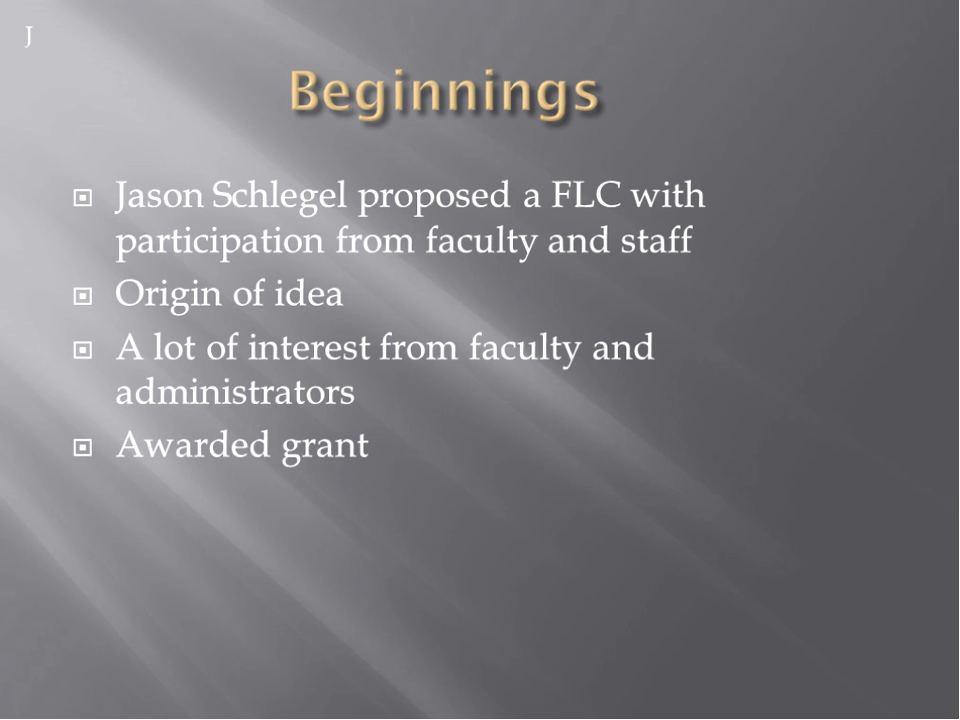 J
Beginnings
Jason Schlegel proposed a FLC with
participation from faculty and staff
Origin of idea
A lot of interest from faculty and
administrators
Awarded grant